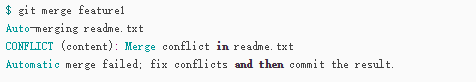 $ git merge feature1
Auto-merging readme.txt
CONFLICT (content): Merge conflict in readme.txt
Automatic merge failed; fix conflicts and then commit the result.